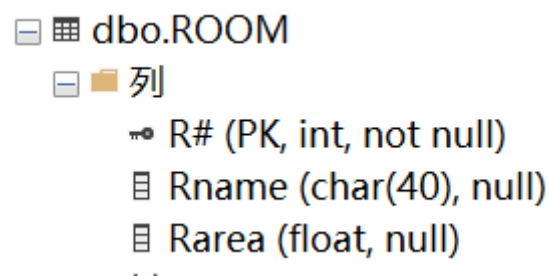 dbo.ROOM
列
R# (PK, int, not null)
Rname (char(40), null)
Rarea (float, null)